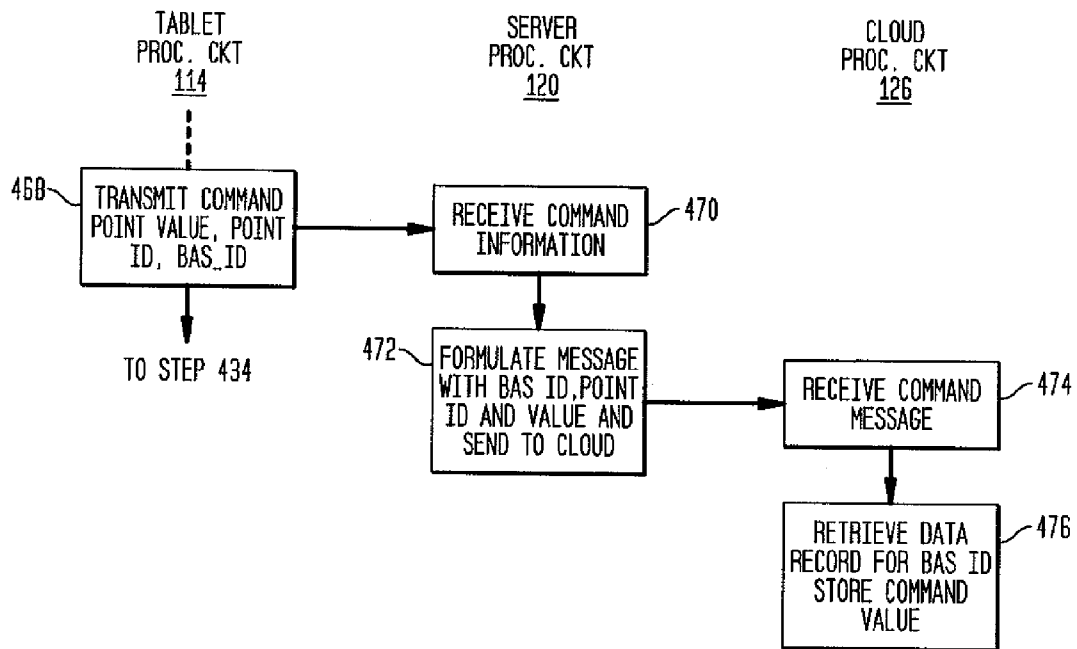 TABLET
PROC. CKT
114
SERVER
PROC. CKT
120
CLOUD
PROC. CKT
126
468
TRANSMIT COMMAND
POINT VALUE, POINT
ID, BAS_ID
TO STEP 434
RECEIVE COMMAND
INFORMATION
470
472
FORMULATE MESSAGE
WITH BAS ID,POINT
ID AND VALUE AND
SEND TO CLOUD
RECEIVE COMMAND
MESSAGE
474
RETRIEVE DATA
RECORD FOR BAS ID
STORE COMMAND
VALUE
476